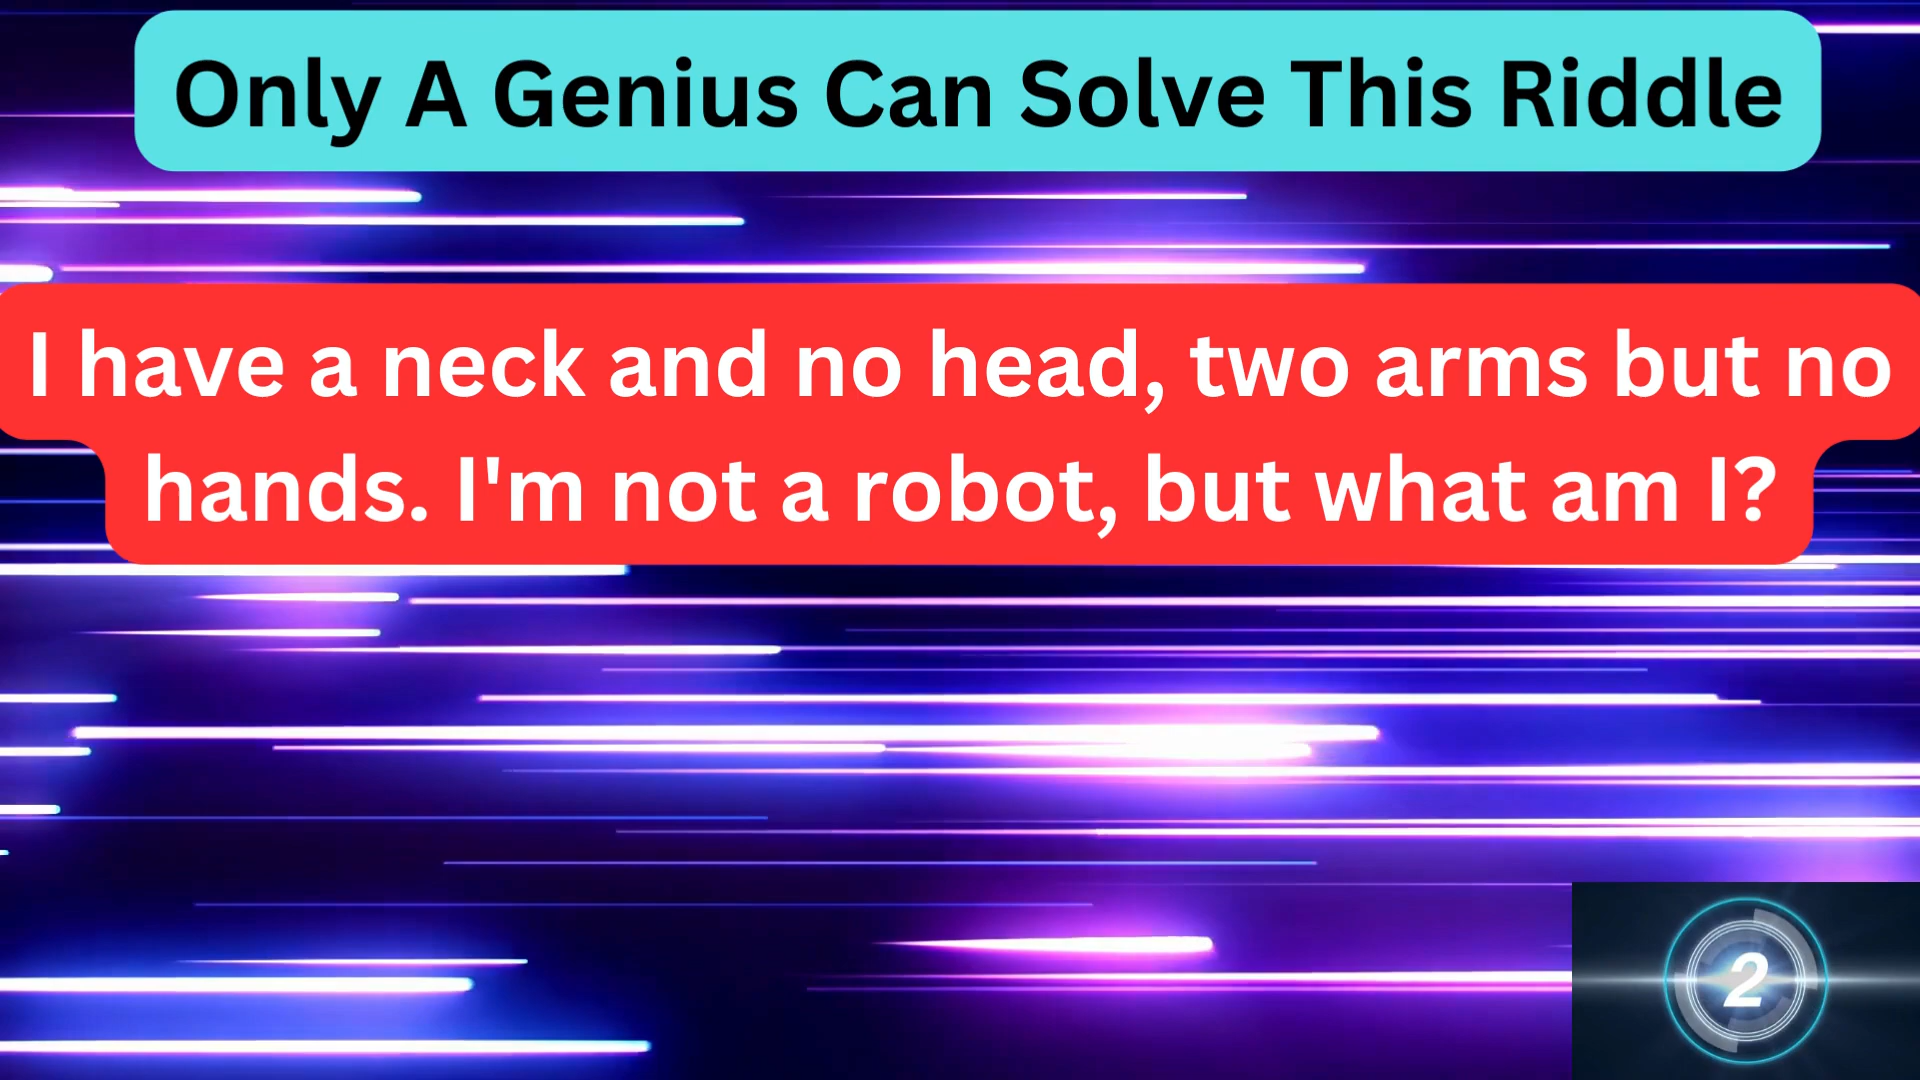 Only A Genius Can Solve This Riddle
I have a neck and no head, two arms but no
hands. I'm not a robot, but what am I?
2